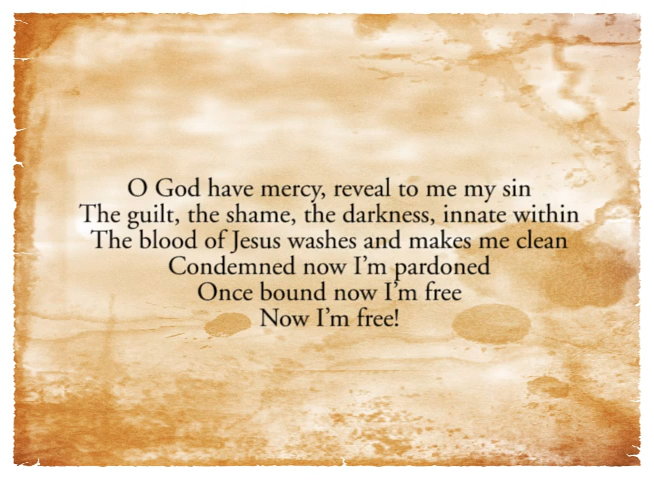 O God have mercy, reveal to me my sin
The guilt, the shame, the darkness, innate within
The blood of Jesus washes and makes me clean
Condemned now I’m pardoned
Once bound now I’m free
Now I’m free!